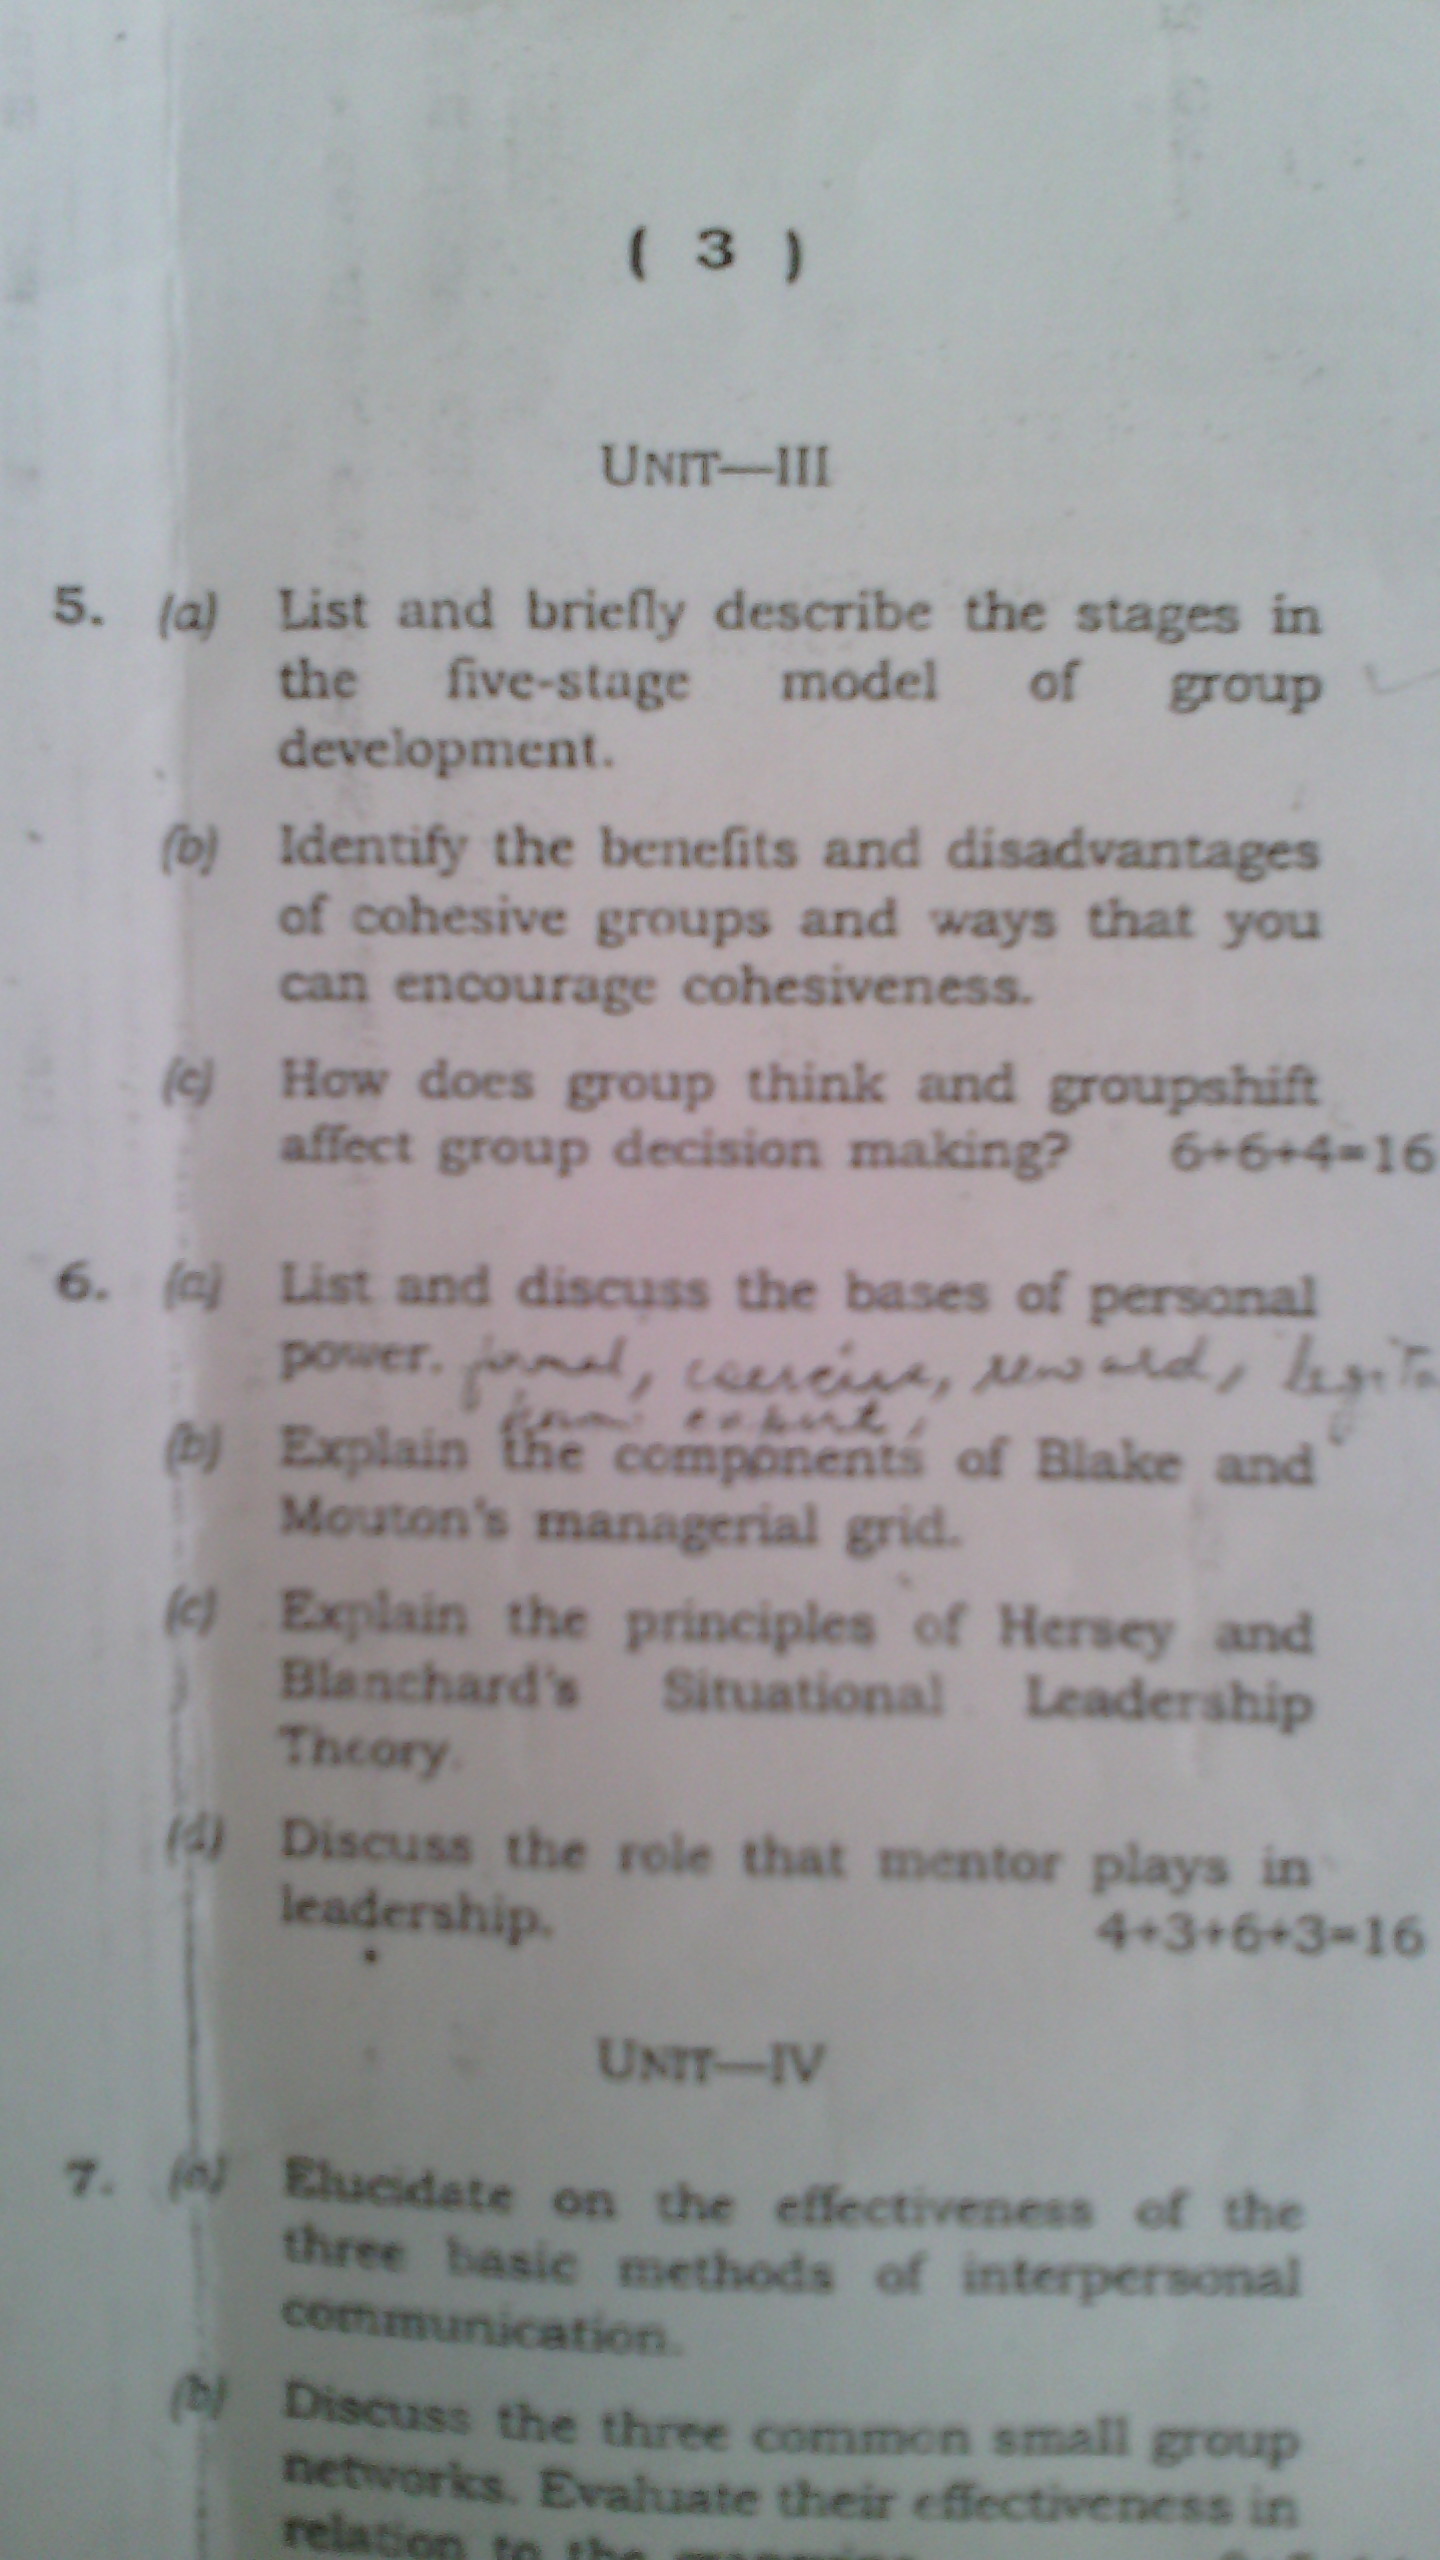 ( 3 )
UNIT—III
5. (a) List and briefly describe the stages in
the five-stage model of group
development.
(b) Identify the benefits and disadvantages
of cohesive groups and ways that you
can encourage cohesiveness.
(c) How does group think and groupshift
affect group decision making? 6+6+4=16
6. (a) List and discuss the bases of personal
power. formal, coercive, reward, legita
expert,
(b) Explain the components of Blake and
Mouton's managerial grid.
(c) Explain the principles of Hersey and
Blanchard's Situational Leadership
Theory.
(d) Discuss the role that mentor plays in
leadership. 4+3+6+3=16
UNIT—IV
7. (a) Elucidate on the effectiveness of the
three basic methods of interpersonal
communication.
(b) Discuss the three common small group
networks. Evaluate their effectiveness in
relation to the